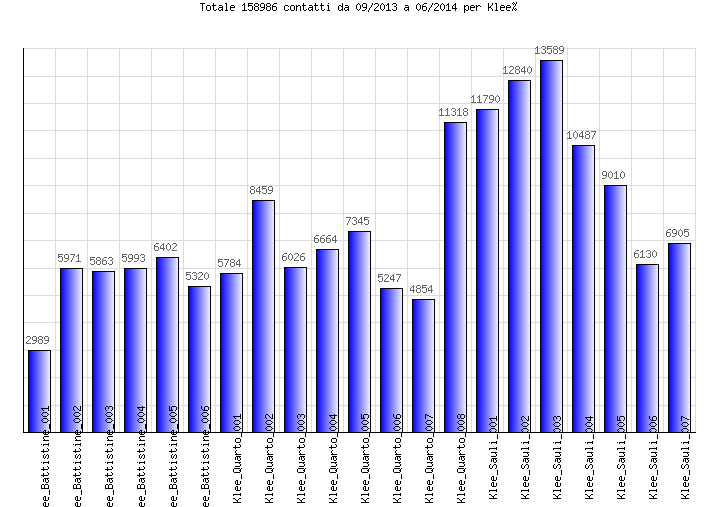 Totale 158986 contatti da 09/2013 a 06/2014 per Klee%
2989
5971
5863
5993
6402
5320
5784
8459
6026
6664
7345
5247
4854
11318
11790
12840
13589
10487
9010
6130
6905
ee_Battistine_001
ee_Battistine_002
ee_Battistine_003
ee_Battistine_004
ee_Battistine_005
ee_Battistine_006
Klee_Quarto_001
Klee_Quarto_002
Klee_Quarto_003
Klee_Quarto_004
Klee_Quarto_005
Klee_Quarto_006
Klee_Quarto_007
Klee_Quarto_008
Klee_Sauli_001
Klee_Sauli_002
Klee_Sauli_003
Klee_Sauli_004
Klee_Sauli_005
Klee_Sauli_006
Klee_Sauli_007